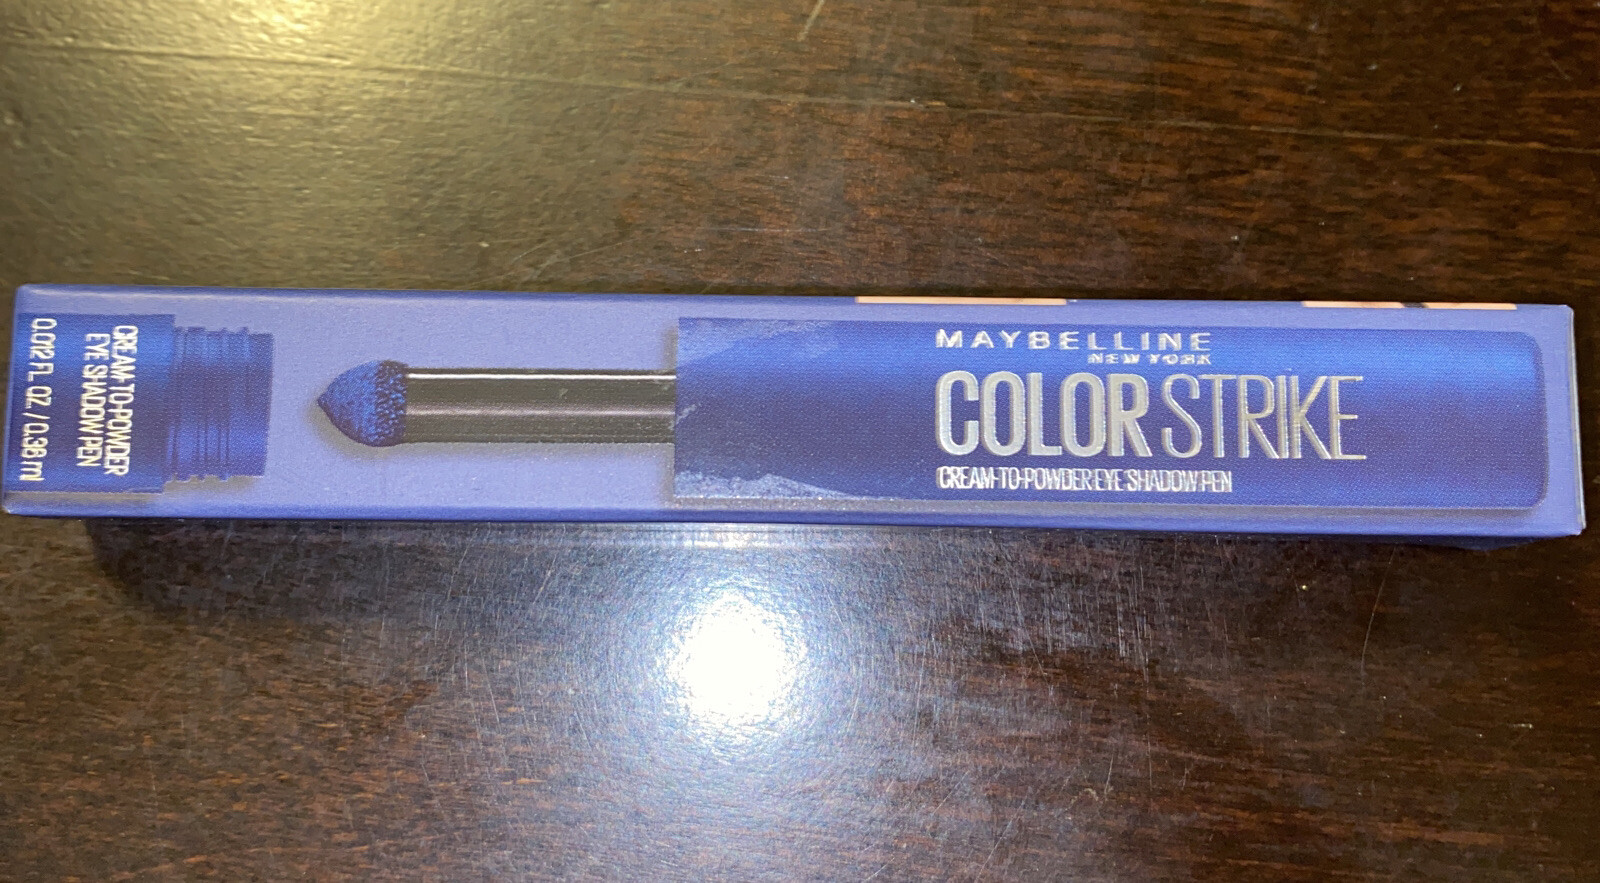 MAYBELLINE
NEW YORK
COLOR STRIKE
CREAM-TO-POWDER EYE SHADOW PEN
CREAM-TO-POWDER
EYE SHADOW PEN
0.012 FL. OZ. / 0.38 ml